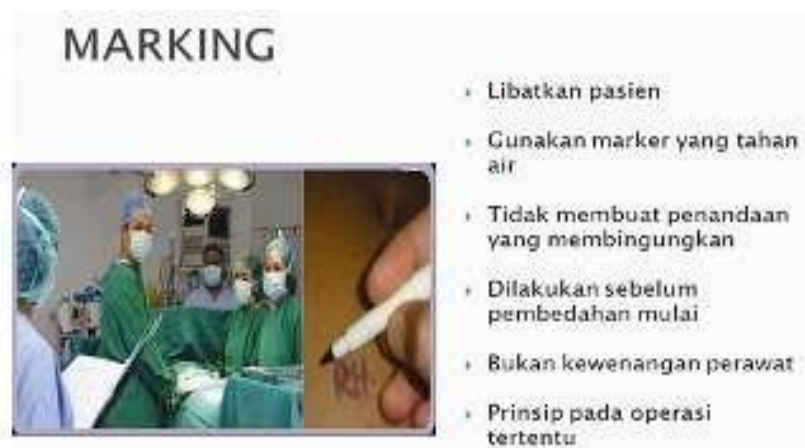 MARKING
Libatkan pasien
Gunakan marker yang tahan
air
Tidak membuat penandaan
yang membingungkan
Dilakukan sebelum
pembedahan mulai
Bukan kewenangan perawat
Prinsip pada operasi
tertentu